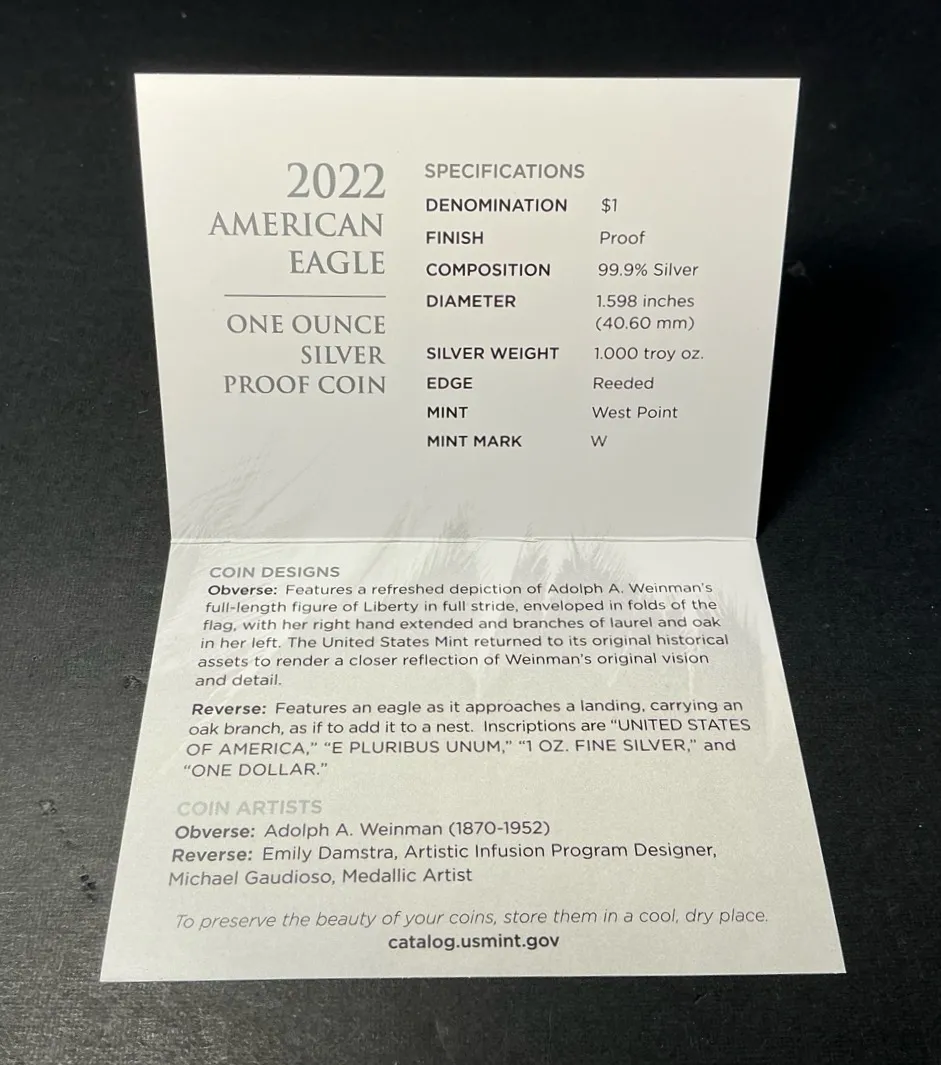 2022
AMERICAN
EAGLE
ONE OUNCE
SILVER
PROOF COIN
SPECIFICATIONS
DENOMINATION $1
FINISH Proof
COMPOSITION 99.9% Silver
DIAMETER 1.598 inches
(40.60 mm)
SILVER WEIGHT 1.000 troy oz.
EDGE Reeded
MINT West Point
MINT MARK W
COIN DESIGNS
Obverse: Features a refreshed depiction of Adolph A. Weinman's
full-length figure of Liberty in full stride, enveloped in folds of the
flag, with her right hand extended and branches of laurel and oak
in her left. The United States Mint returned to its original historical
assets to render a closer reflection of Weinman's original vision
and detail.
Reverse: Features an eagle as it approaches a landing, carrying an
oak branch, as if to add it to a nest. Inscriptions are "UNITED STATES
OF AMERICA," "E PLURIBUS UNUM," "1 OZ. FINE SILVER," and
"ONE DOLLAR."
COIN ARTISTS
Obverse: Adolph A. Weinman (1870-1952)
Reverse: Emily Damstra, Artistic Infusion Program Designer,
Michael Gaudioso, Medallic Artist
To preserve the beauty of your coins, store them in a cool, dry place.
catalog.usmint.gov